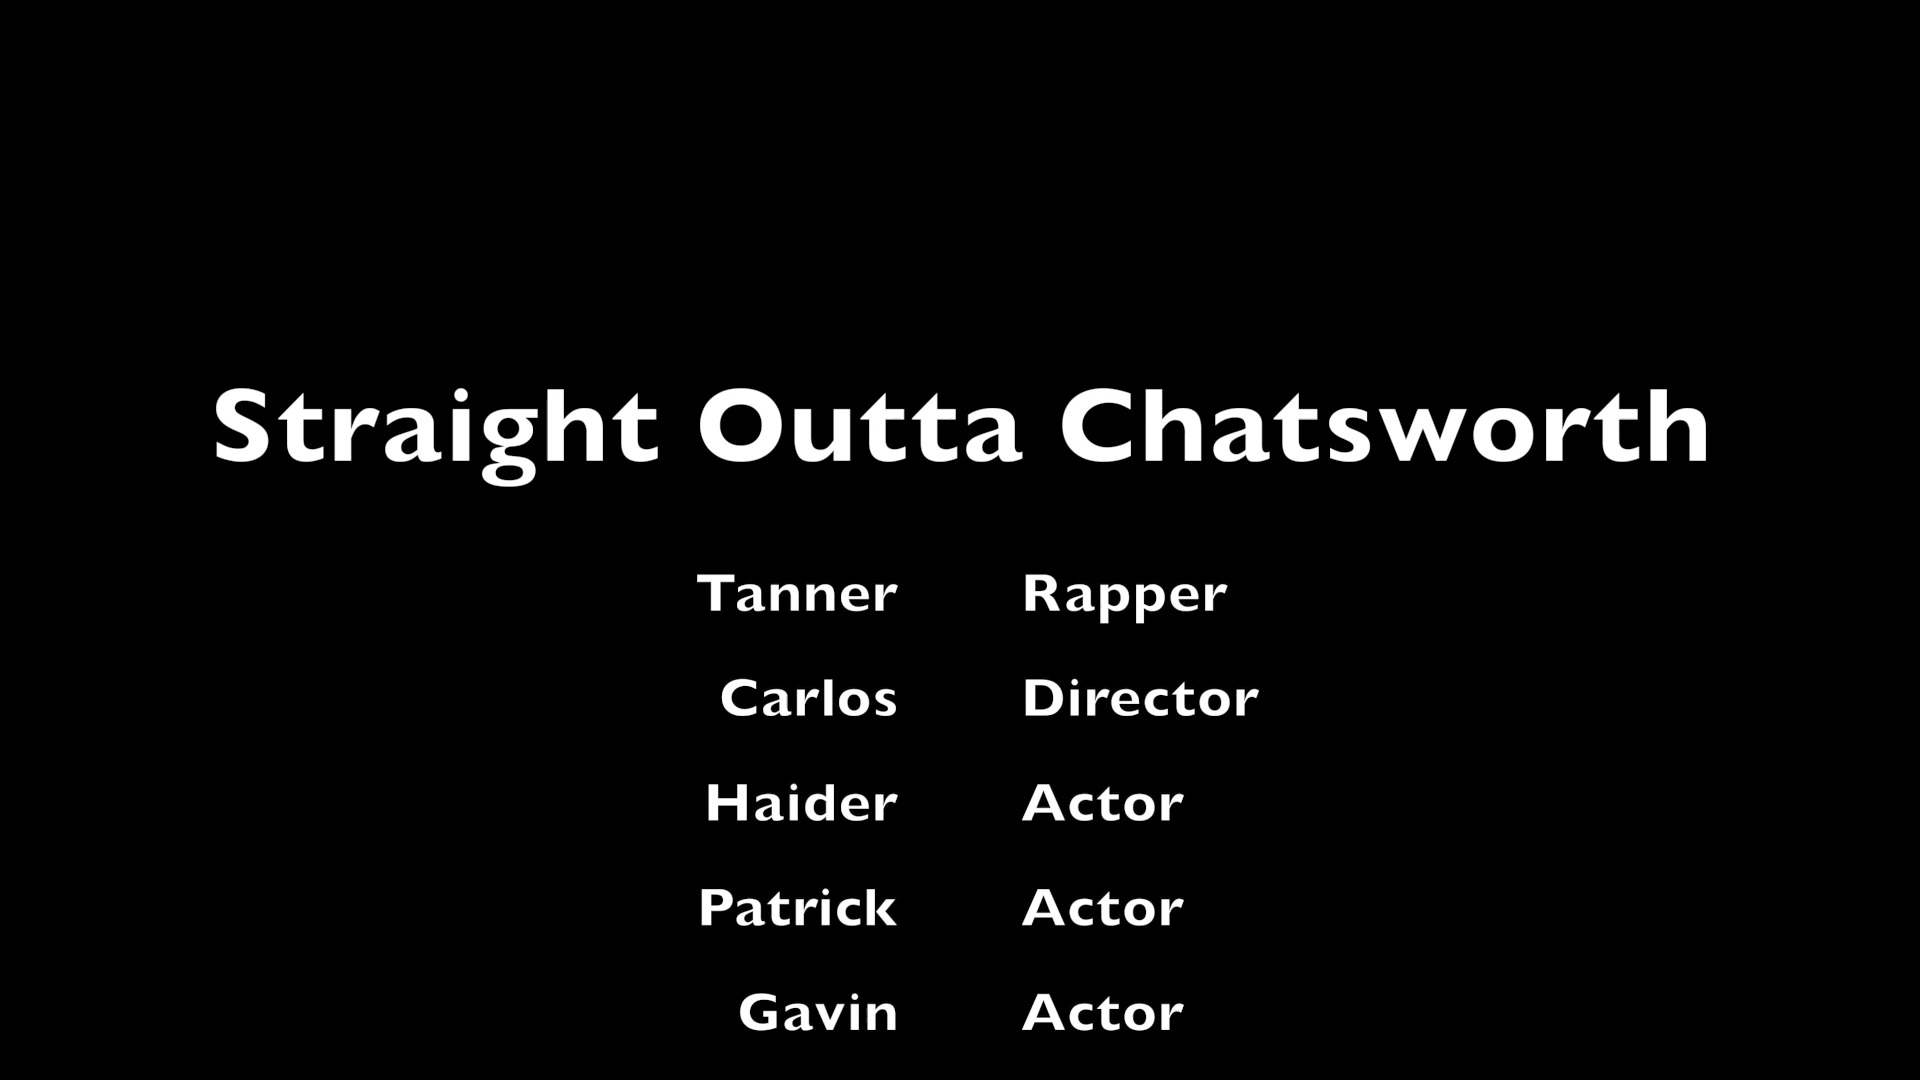 Straight Outta Chatsworth
Tanner Rapper
Carlos Director
Haider Actor
Patrick Actor
Gavin Actor